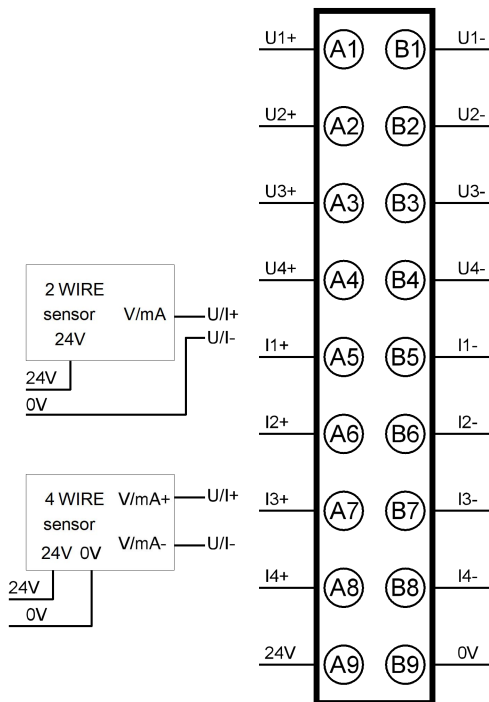 U1+ A1 B1 U1-
U2+ A2 B2 U2-
U3+ A3 B3 U3-
U4+ A4 B4 U4-
I1+ A5 B5 I1-
I2+ A6 B6 I2-
I3+ A7 B7 I3-
I4+ A8 B8 I4-
24V A9 B9 0V
2 WIRE
sensor V/mA U/I+
24V U/I-
24V
0V
4 WIRE V/mA+ U/I+
sensor
24V 0V V/mA- U/I-
24V
0V